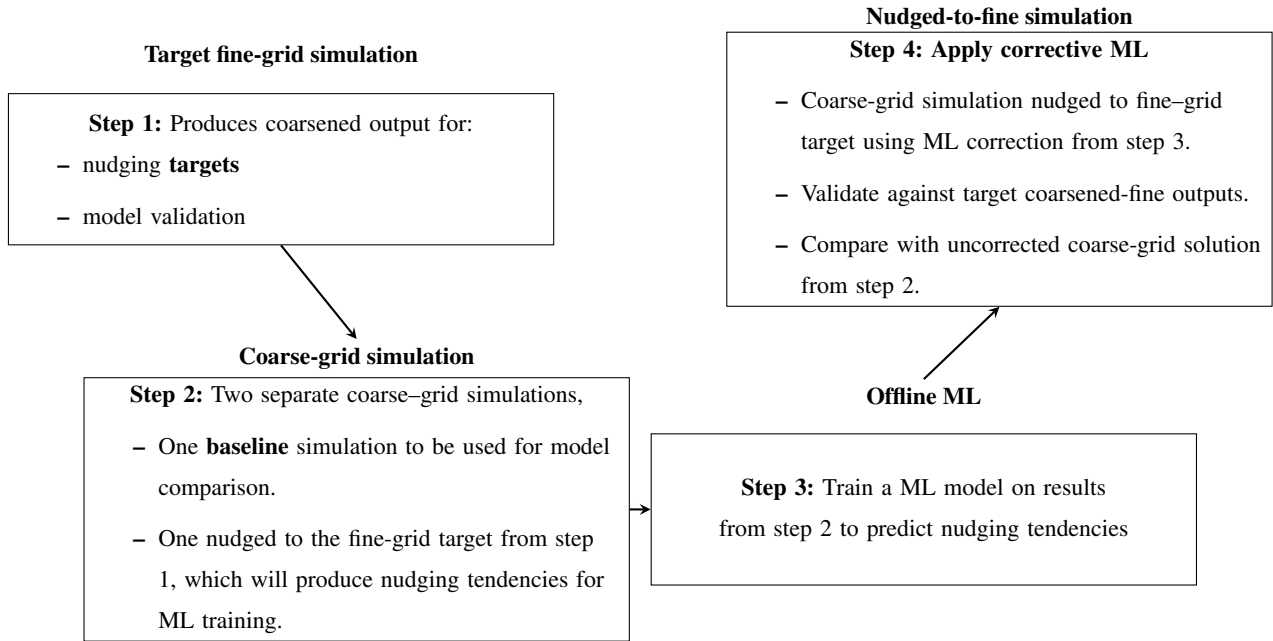 Target fine-grid simulation
Step 1: Produces coarsened output for:
– nudging targets
– model validation
Coarse-grid simulation
Step 2: Two separate coarse–grid simulations,
– One baseline simulation to be used for model
comparison.
– One nudged to the fine-grid target from step
1, which will produce nudging tendencies for
ML training.
Offline ML
Step 3: Train a ML model on results
from step 2 to predict nudging tendencies
Nudged-to-fine simulation
Step 4: Apply corrective ML
– Coarse-grid simulation nudged to fine–grid
target using ML correction from step 3.
– Validate against target coarsened-fine outputs.
– Compare with uncorrected coarse-grid solution
from step 2.